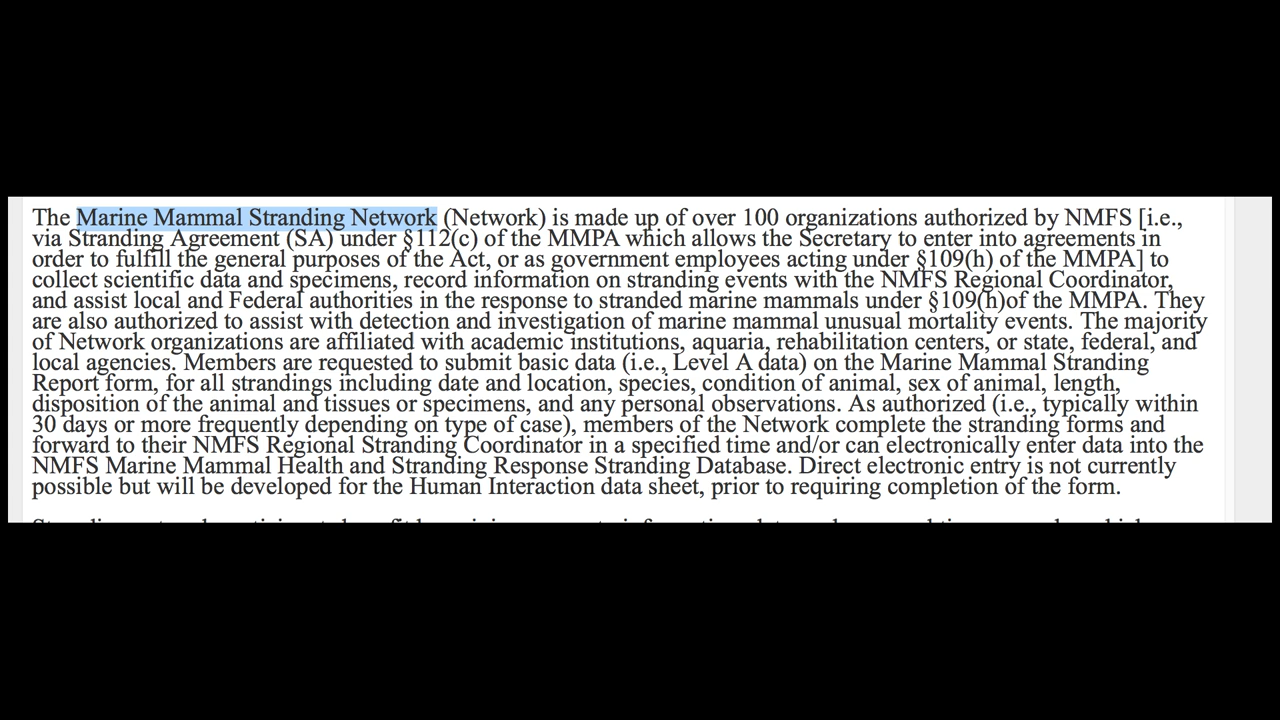 The Marine Mammal Stranding Network (Network) is made up of over 100 organizations authorized by NMFS [i.e.,
via Stranding Agreement (SA) under §112(c) of the MMPA which allows the Secretary to enter into agreements in
order to fulfill the general purposes of the Act, or as government employees acting under §109(h) of the MMPA] to
collect scientific data and specimens, record information on stranding events with the NMFS Regional Coordinator,
and assist local and Federal authorities in the response to stranded marine mammals under §109(h)of the MMPA. They
are also authorized to assist with detection and investigation of marine mammal unusual mortality events. The majority
of Network organizations are affiliated with academic institutions, aquaria, rehabilitation centers, or state, federal, and
local agencies. Members are requested to submit basic data (i.e., Level A data) on the Marine Mammal Stranding
Report form, for all strandings including date and location, species, condition of animal, sex of animal, length,
disposition of the animal and tissues or specimens, and any personal observations. As authorized (i.e., typically within
30 days or more frequently depending on type of case), members of the Network complete the stranding forms and
forward to their NMFS Regional Stranding Coordinator in a specified time and/or can electronically enter data into the
NMFS Marine Mammal Health and Stranding Response Stranding Database. Direct electronic entry is not currently
possible but will be developed for the Human Interaction data sheet, prior to requiring completion of the form.